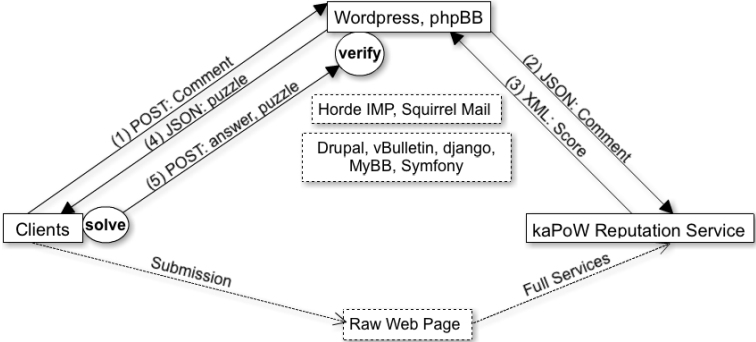 Wordpress, phpBB
verify
(1) POST: Comment
(4) JSON: puzzle
(5) POST: answer, puzzle
(2) JSON: Comment
(3) XML: Score
Horde IMP, Squirrel Mail
Drupal, vBulletin, django,
MyBB, Symfony
Clients
solve
kaPoW Reputation Service
Submission
Full Services
Raw Web Page